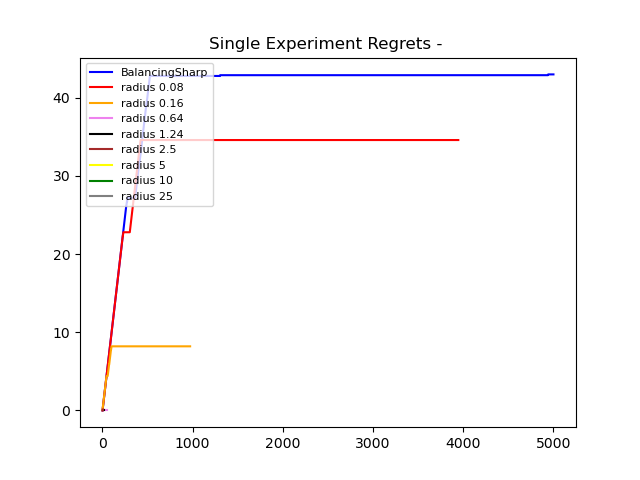 Single Experiment Regrets -
BalancingSharp
radius 0.08
radius 0.16
radius 0.64
radius 1.24
radius 2.5
radius 5
radius 10
radius 25
40
30
20
10
0
0 1000 2000 3000 4000 5000